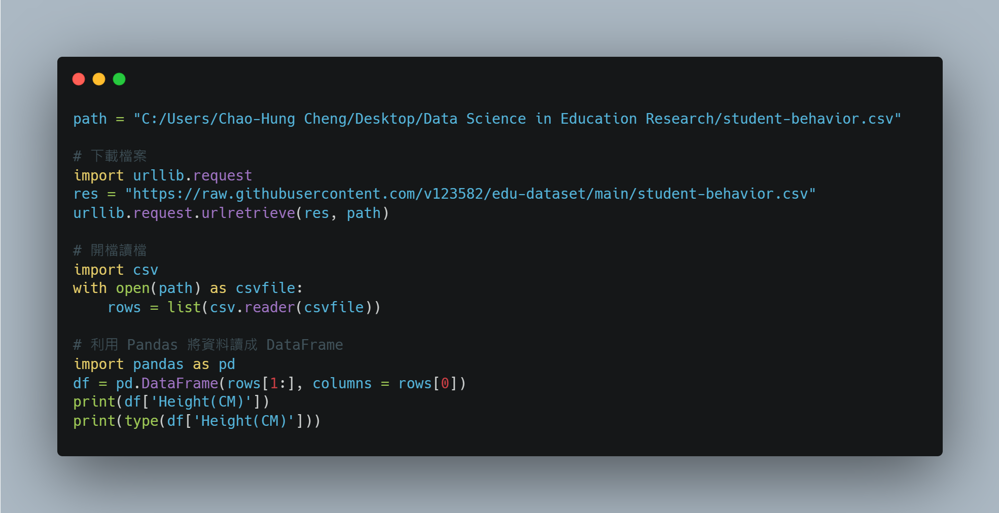 path = "C:/Users/Chao-Hung Cheng/Desktop/Data Science in Education Research/student-behavior.csv"
# 下載檔案
import urllib.request
res = "https://raw.githubusercontent.com/v123582/edu-dataset/main/student-behavior.csv"
urllib.request.urlretrieve(res, path)
# 開檔讀檔
import csv
with open(path) as csvfile:
    rows = list(csv.reader(csvfile))
# 利用 Pandas 將資料讀成 DataFrame
import pandas as pd
df = pd.DataFrame(rows[1:], columns = rows[0])
print(df['Height(CM)'])
print(type(df['Height(CM)']))